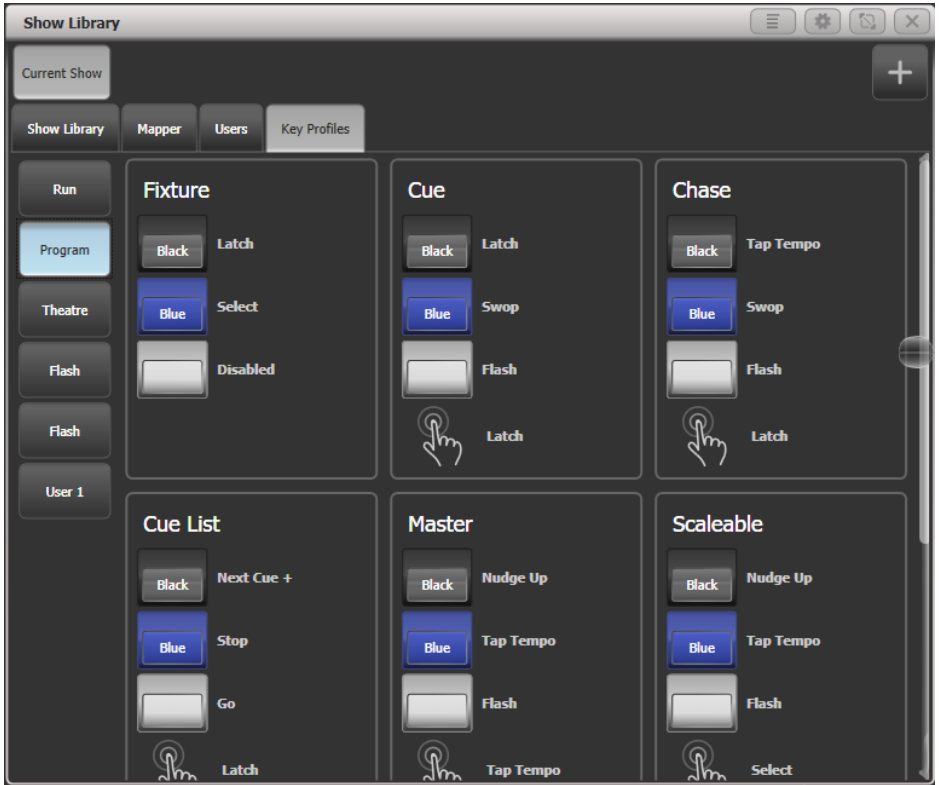 Show Library
Current Show
Show Library Mapper Users Key Profiles
Run
Program
Theatre
Flash
Flash
User 1
Fixture
Black Latch
Blue Select
Disabled
Cue
Black Latch
Blue Swop
Flash
Latch
Chase
Black Tap Tempo
Blue Swop
Flash
Latch
Cue List
Black Next Cue +
Blue Stop
Go
Latch
Master
Black Nudge Up
Blue Tap Tempo
Flash
Tap Tempo
Scaleable
Black Nudge Up
Blue Tap Tempo
Flash
Select